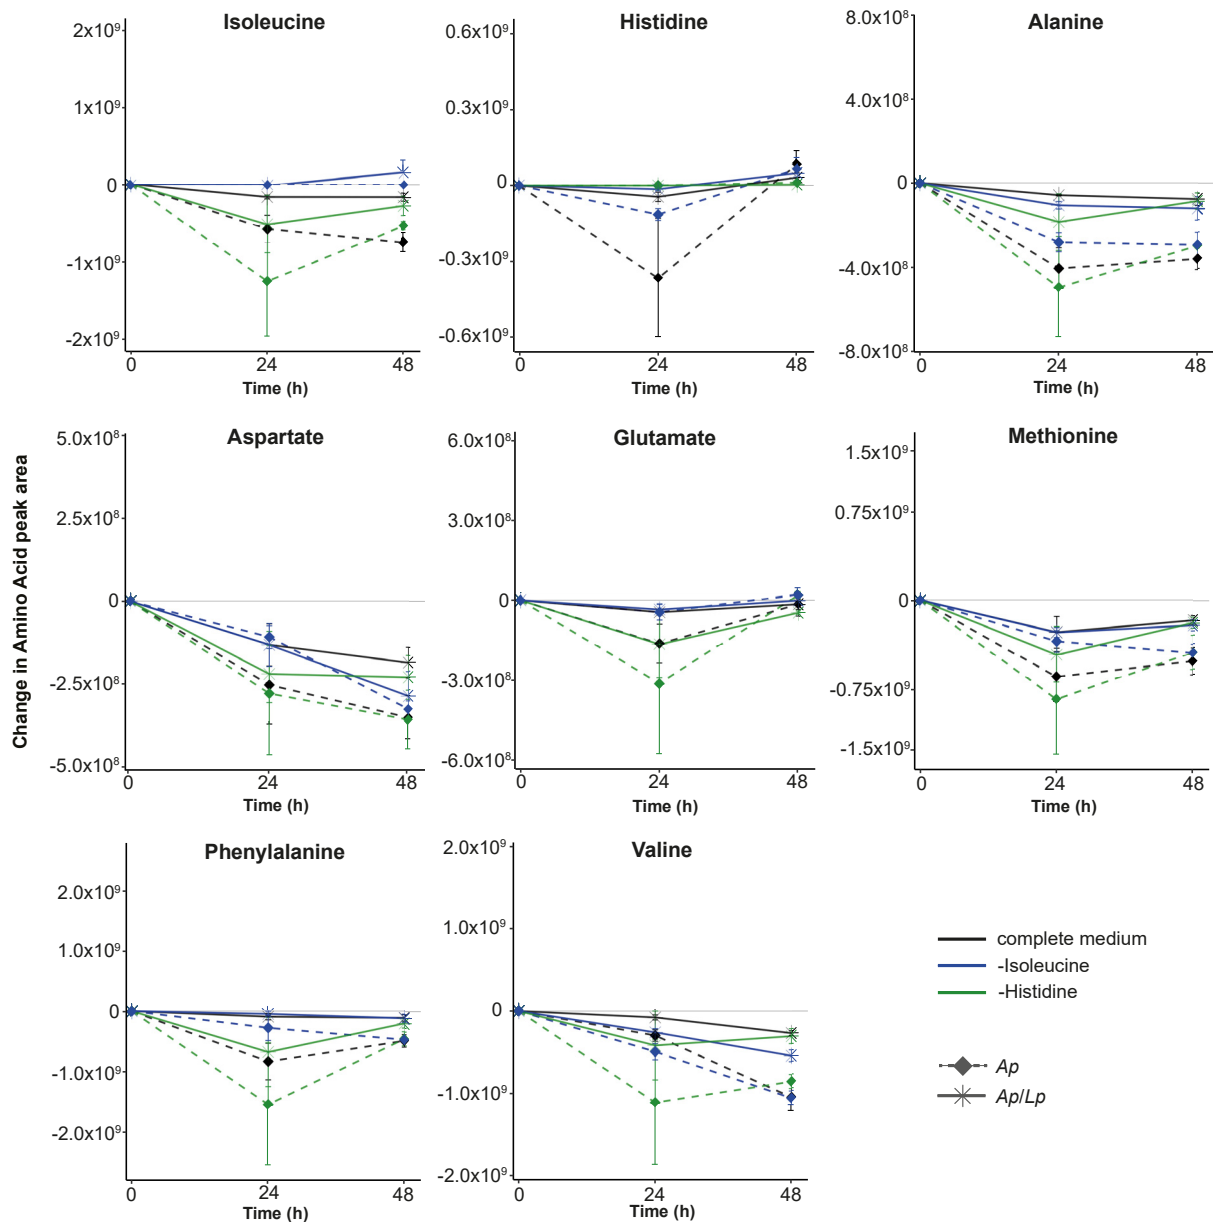 Isoleucine
2x10⁹
1x10⁹
0
-1x10⁹
-2x10⁹
0 24 48
Time (h)
Histidine
0.6x10⁹
0.3x10⁹
0
-0.3x10⁹
-0.6x10⁹
0 24 48
Time (h)
Alanine
8.0x10⁸
4.0x10⁸
0
-4.0x10⁸
-8.0x10⁸
0 24 48
Time (h)
Change in Amino Acid peak area
Aspartate
5.0x10⁸
2.5x10⁸
0
-2.5x10⁸
-5.0x10⁸
0 24 48
Time (h)
Glutamate
6.0x10⁸
3.0x10⁸
0
-3.0x10⁸
-6.0x10⁸
0 24 48
Time (h)
Methionine
1.5x10⁹
0.75x10⁹
0
-0.75x10⁹
-1.5x10⁹
0 24 48
Time (h)
Phenylalanine
2.0x10⁹
1.0x10⁹
0
-1.0x10⁹
-2.0x10⁹
0 24 48
Time (h)
Valine
2.0x10⁹
1.0x10⁹
0
-1.0x10⁹
-2.0x10⁹
0 24 48
Time (h)
complete medium
-Isoleucine
-Histidine
Ap
Ap/Lp